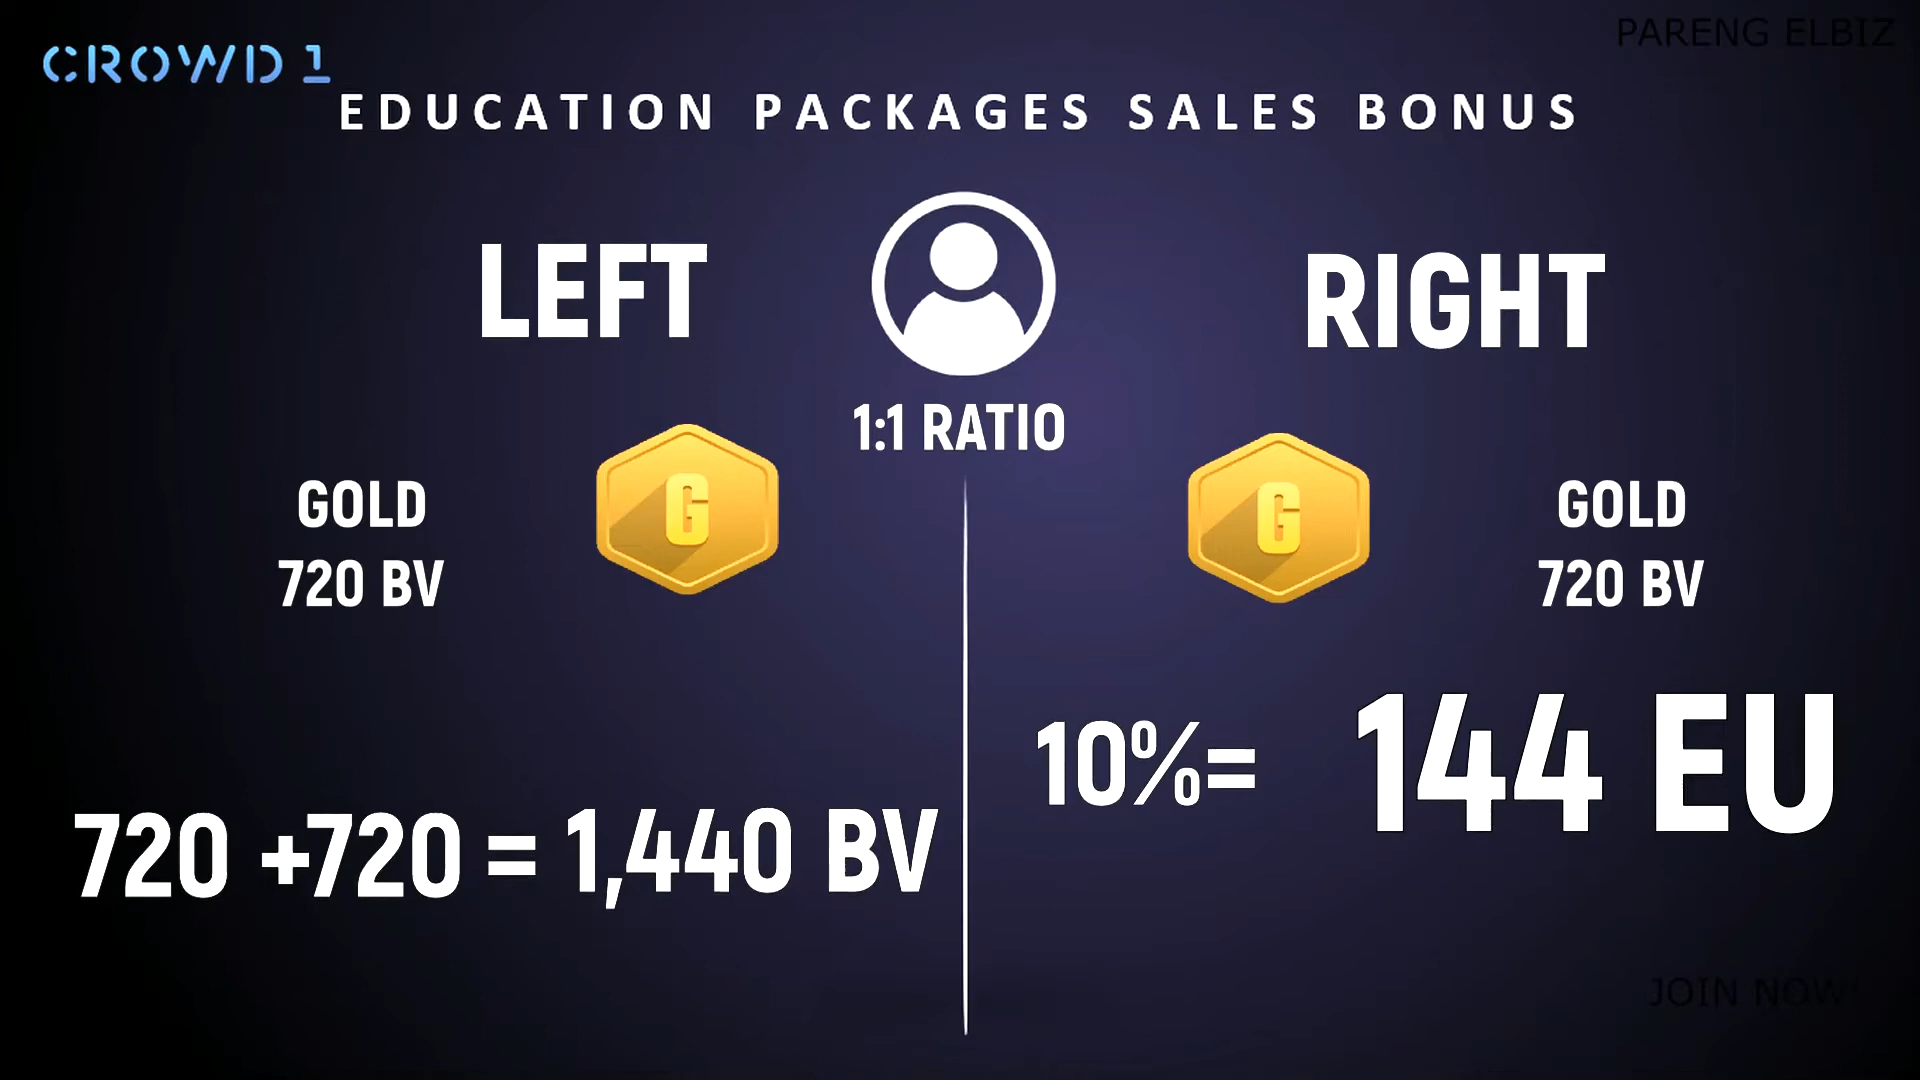 PARENG ELBIZ
CROWD 1
EDUCATION PACKAGES SALES BONUS
LEFT
RIGHT
1:1 RATIO
GOLD
720 BV
G
G
GOLD
720 BV
720 +720 = 1,440 BV
10%= 144 EU
JOIN NOW!